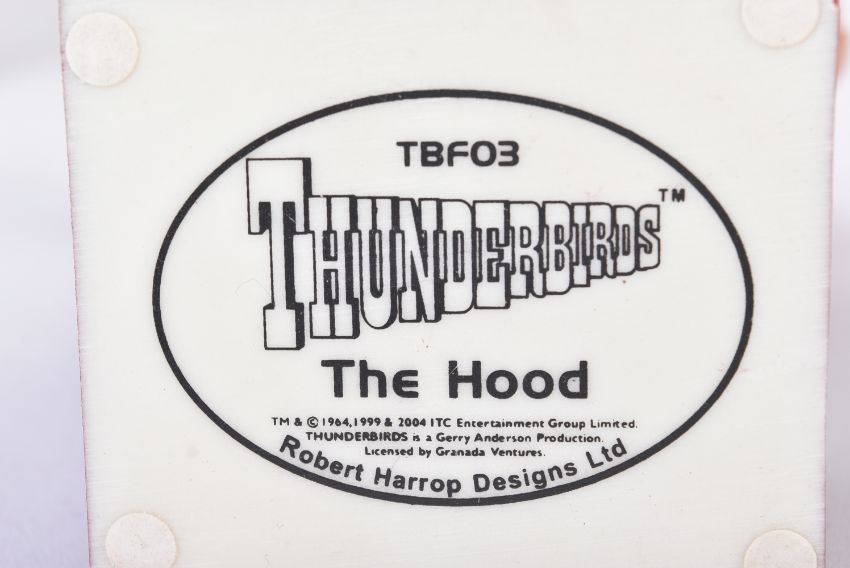 TBF03
THUNDERBIRDS™
The Hood
TM & © 1964,1999 & 2004 ITC Entertainment Group Limited.
THUNDERBIRDS is a Gerry Anderson Production.
Licensed by Granada Ventures.
Robert Harrop Designs Ltd